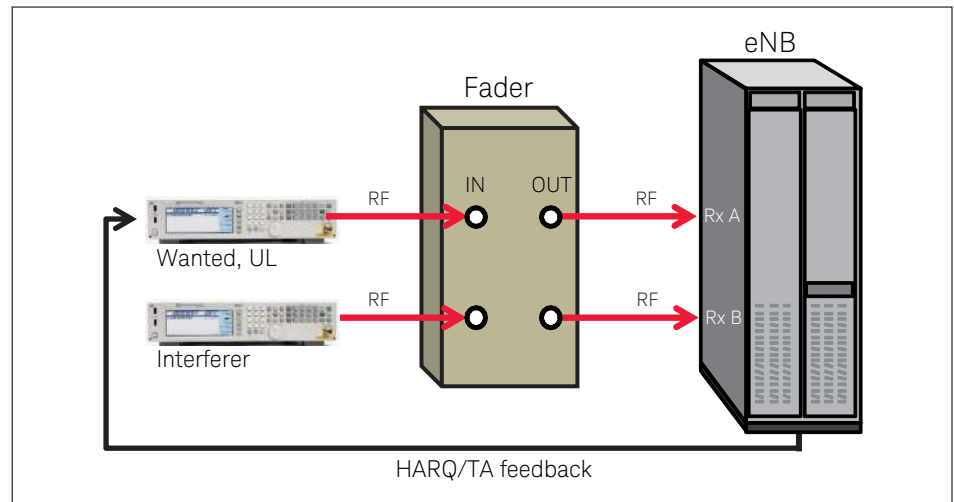 eNB
Fader
IN OUT
RF RF
Rx A
Wanted, UL
RF RF
Rx B
Interferer
HARQ/TA feedback